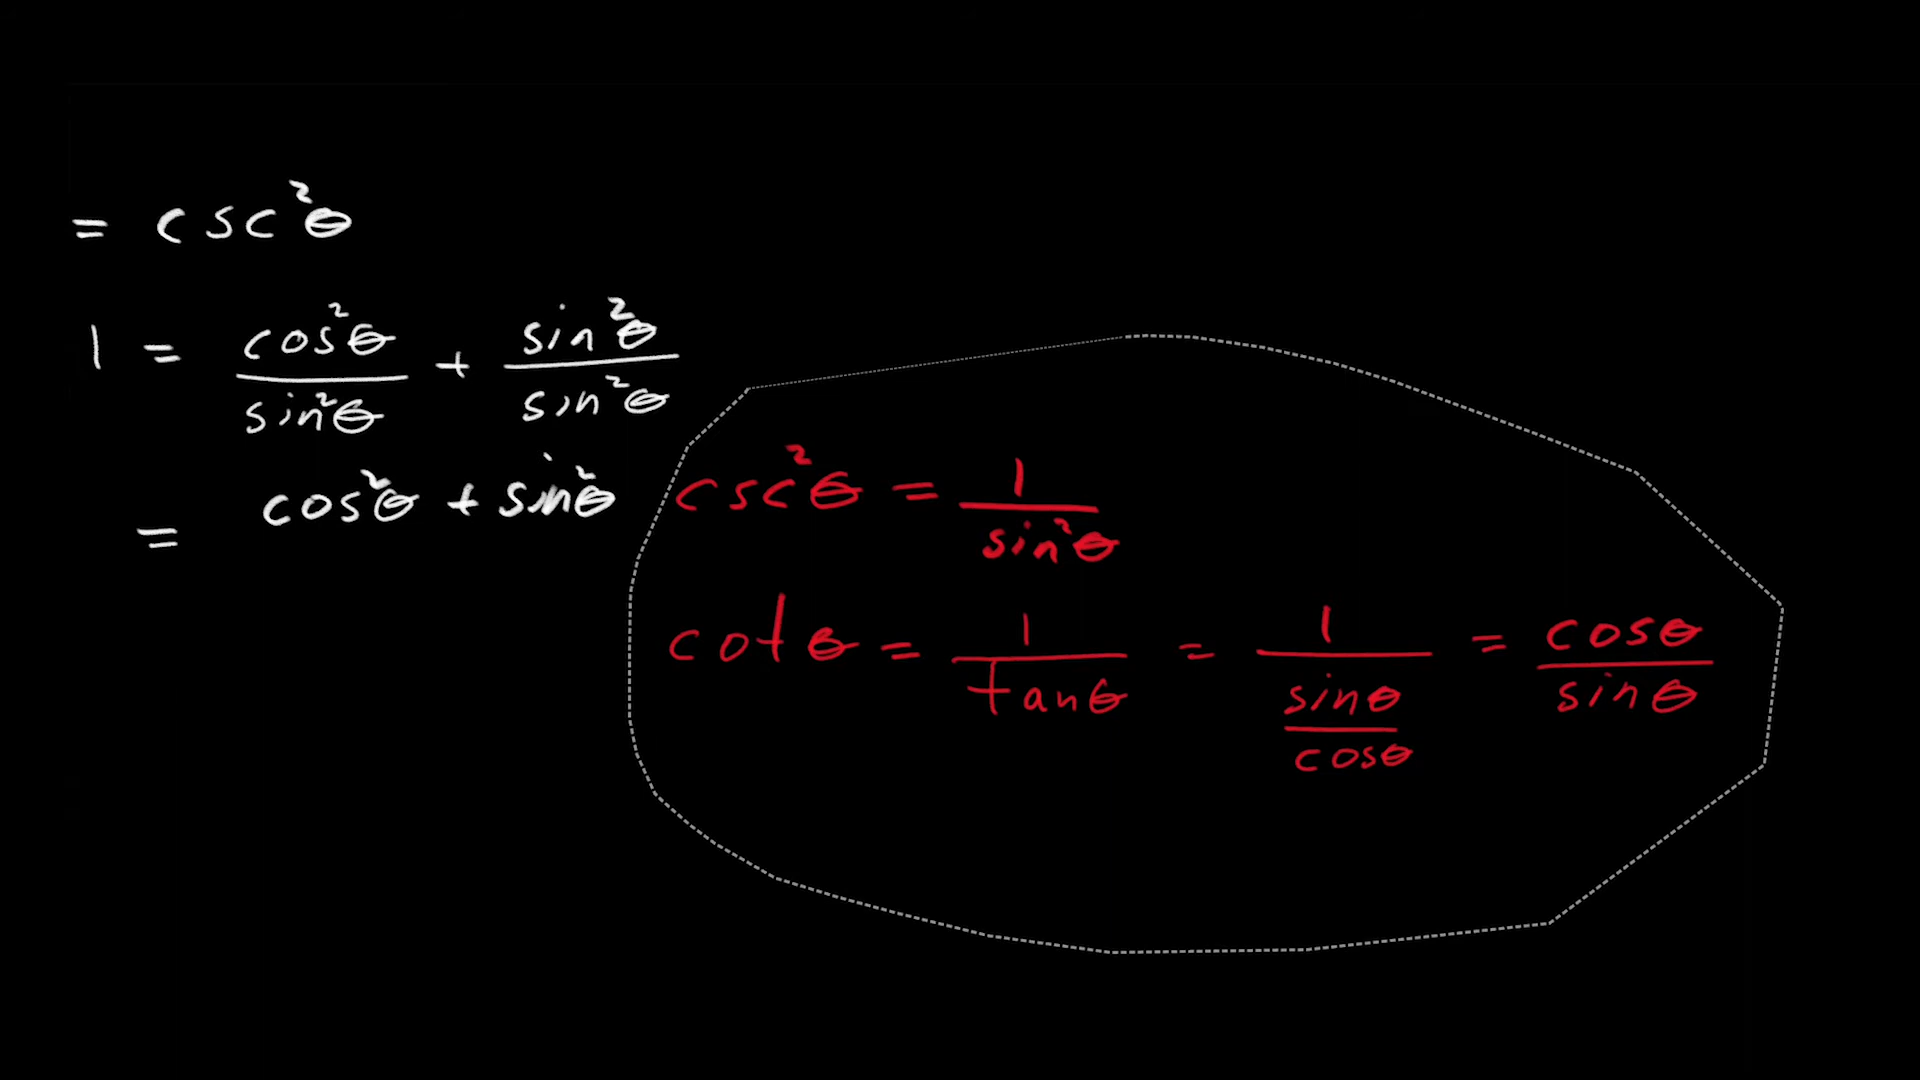 = csc²θ
1 = cos²θ/sin²θ + sin²θ/sin²θ
= cos²θ + sin²θ
csc²θ = 1/sin²θ
cotθ = 1/tanθ = 1/(sinθ/cosθ) = cosθ/sinθ